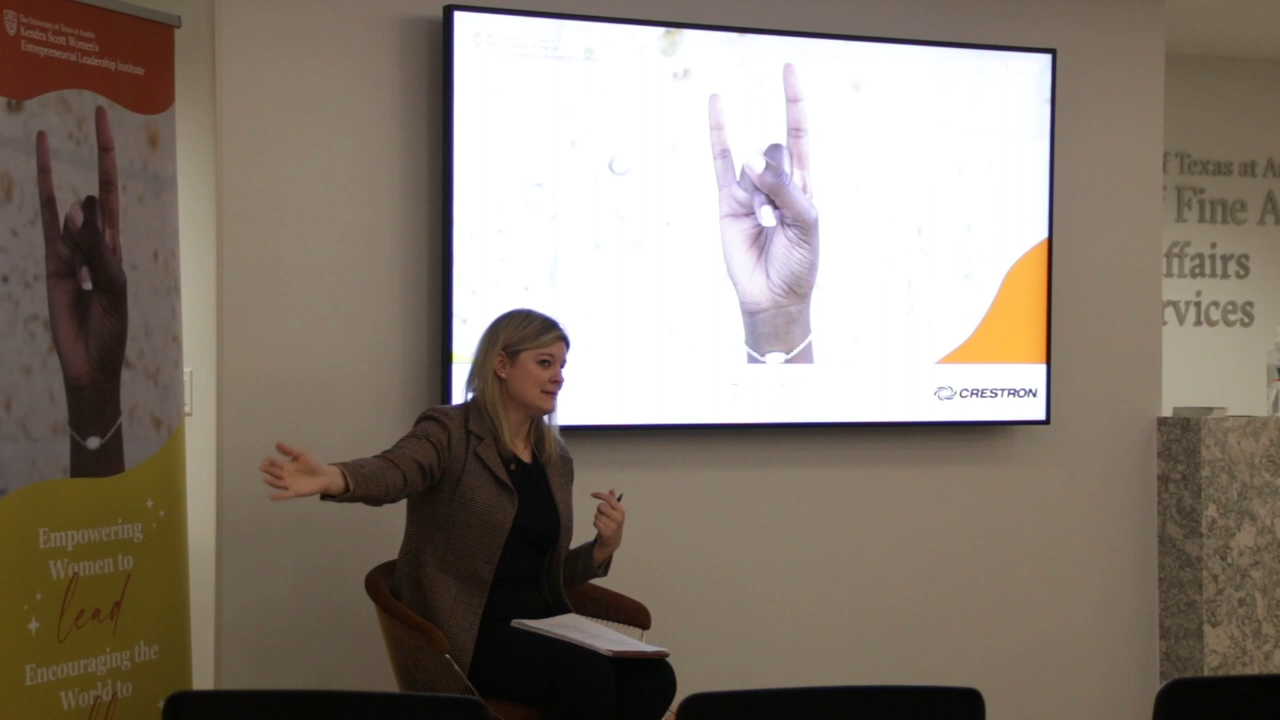 The University of Texas at Austin
Kendra Scott Women's
Entrepreneurial Leadership Institute
Empowering
Women to
lead
Encouraging the
World to
CRESTRON
f Texas at A
Fine A
ffairs
rvices